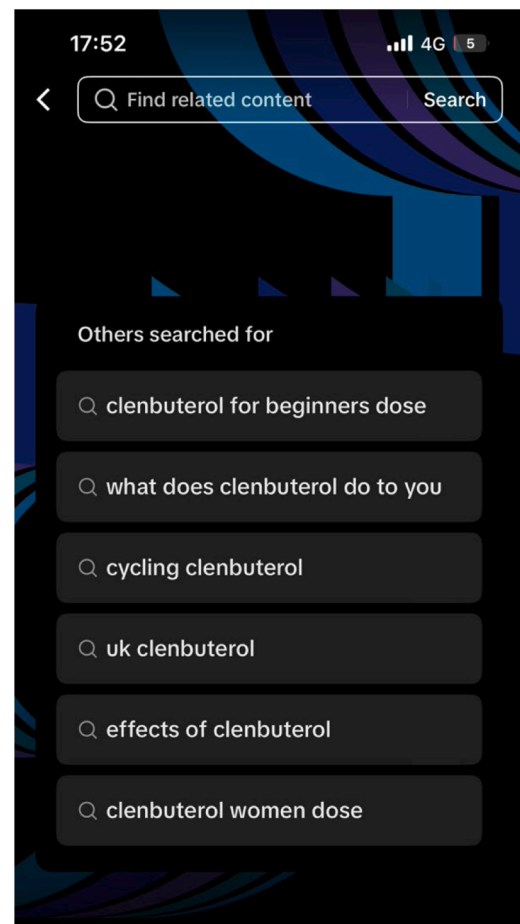 17:52
4G 5
Find related content Search
Others searched for
clenbuterol for beginners dose
what does clenbuterol do to you
cycling clenbuterol
uk clenbuterol
effects of clenbuterol
clenbuterol women dose